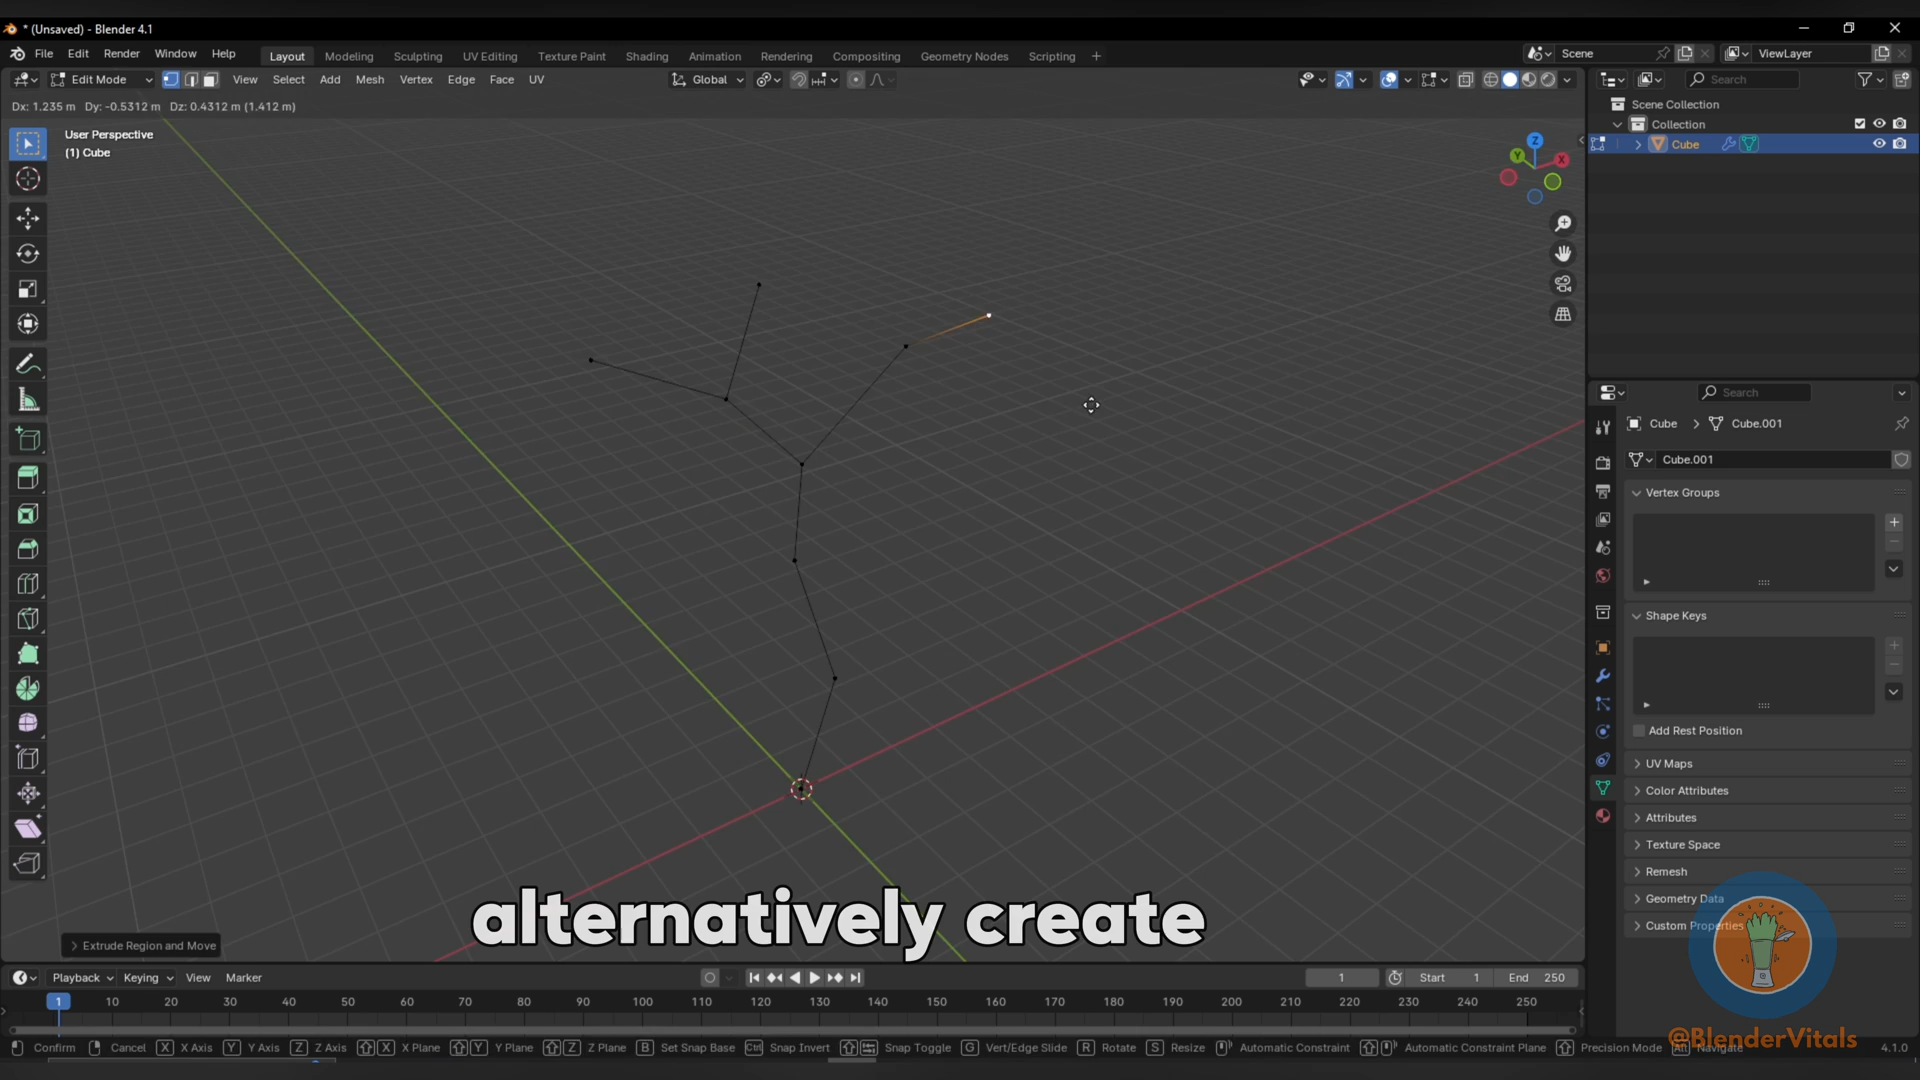 * (Unsaved) - Blender 4.1
File Edit Render Window Help Layout Modeling Sculpting UV Editing Texture Paint Shading Animation Rendering Compositing Geometry Nodes Scripting + Scene ViewLayer
Edit Mode View Select Add Mesh Vertex Edge Face UV Global Search
Dx: 1.235 m Dy: -0.5312 m Dz: 0.4312 m (1.412 m)
User Perspective
(1) Cube
Z
Y
X
Scene Collection
Collection
Cube
Search
Cube > Cube.001
Cube.001
Vertex Groups
Shape Keys
Add Rest Position
UV Maps
Color Attributes
Attributes
Texture Space
Remesh
Geometry Data
Custom Properties
alternatively create
Extrude Region and Move
Playback Keying View Marker 1 Start 1 End 250
1 10 20 30 40 50 60 70 80 90 100 110 120 130 140 150 160 170 180 190 200 210 220 230 240 250
@BlenderVitals
Confirm Cancel X X Axis Y Y Axis Z Z Axis X X Plane Y Y Plane Z Z Plane B Set Snap Base Ctrl Snap Invert Snap Toggle G Vert/Edge Slide R Rotate S Resize Automatic Constraint Automatic Constraint Plane Precision Mode Alt Navigate 4.1.0